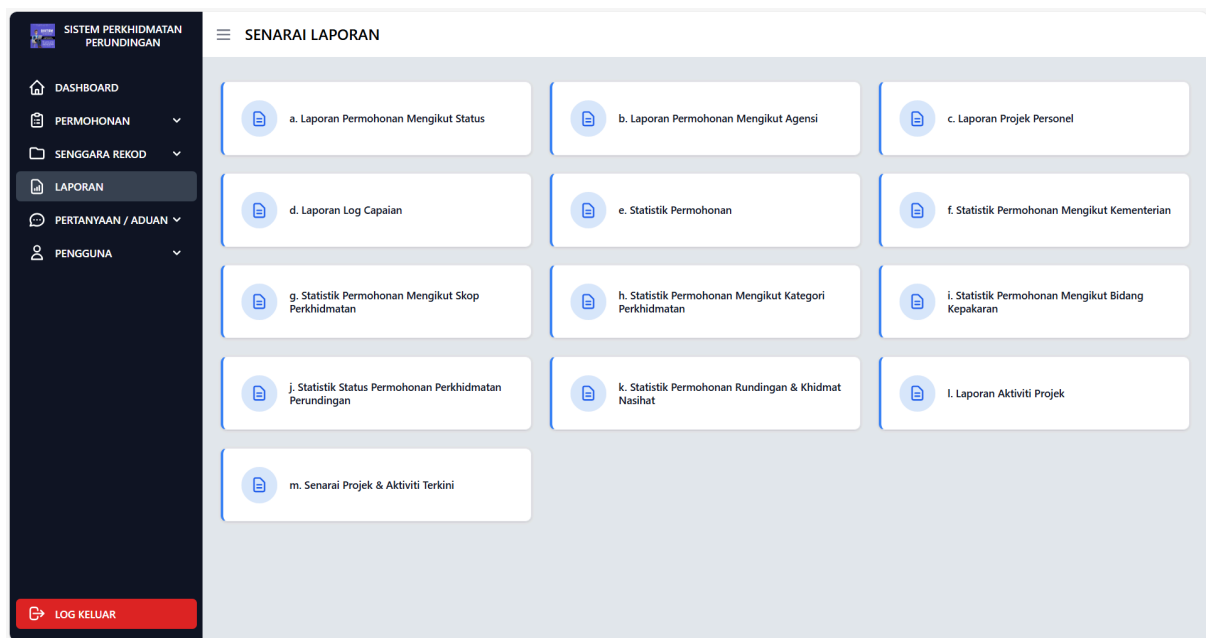 SISTEM PERKHIDMATAN
PERUNDINGAN
SENARAI LAPORAN
DASHBOARD
PERMOHONAN
SENGGARA REKOD
LAPORAN
PERTANYAAN / ADUAN
PENGGUNA
LOG KELUAR
a. Laporan Permohonan Mengikut Status
b. Laporan Permohonan Mengikut Agensi
c. Laporan Projek Personel
d. Laporan Log Capaian
e. Statistik Permohonan
f. Statistik Permohonan Mengikut Kementerian
g. Statistik Permohonan Mengikut Skop
Perkhidmatan
h. Statistik Permohonan Mengikut Kategori
Perkhidmatan
i. Statistik Permohonan Mengikut Bidang
Kepakaran
j. Statistik Status Permohonan Perkhidmatan
Perundingan
k. Statistik Permohonan Rundingan & Khidmat
Nasihat
l. Laporan Aktiviti Projek
m. Senarai Projek & Aktiviti Terkini